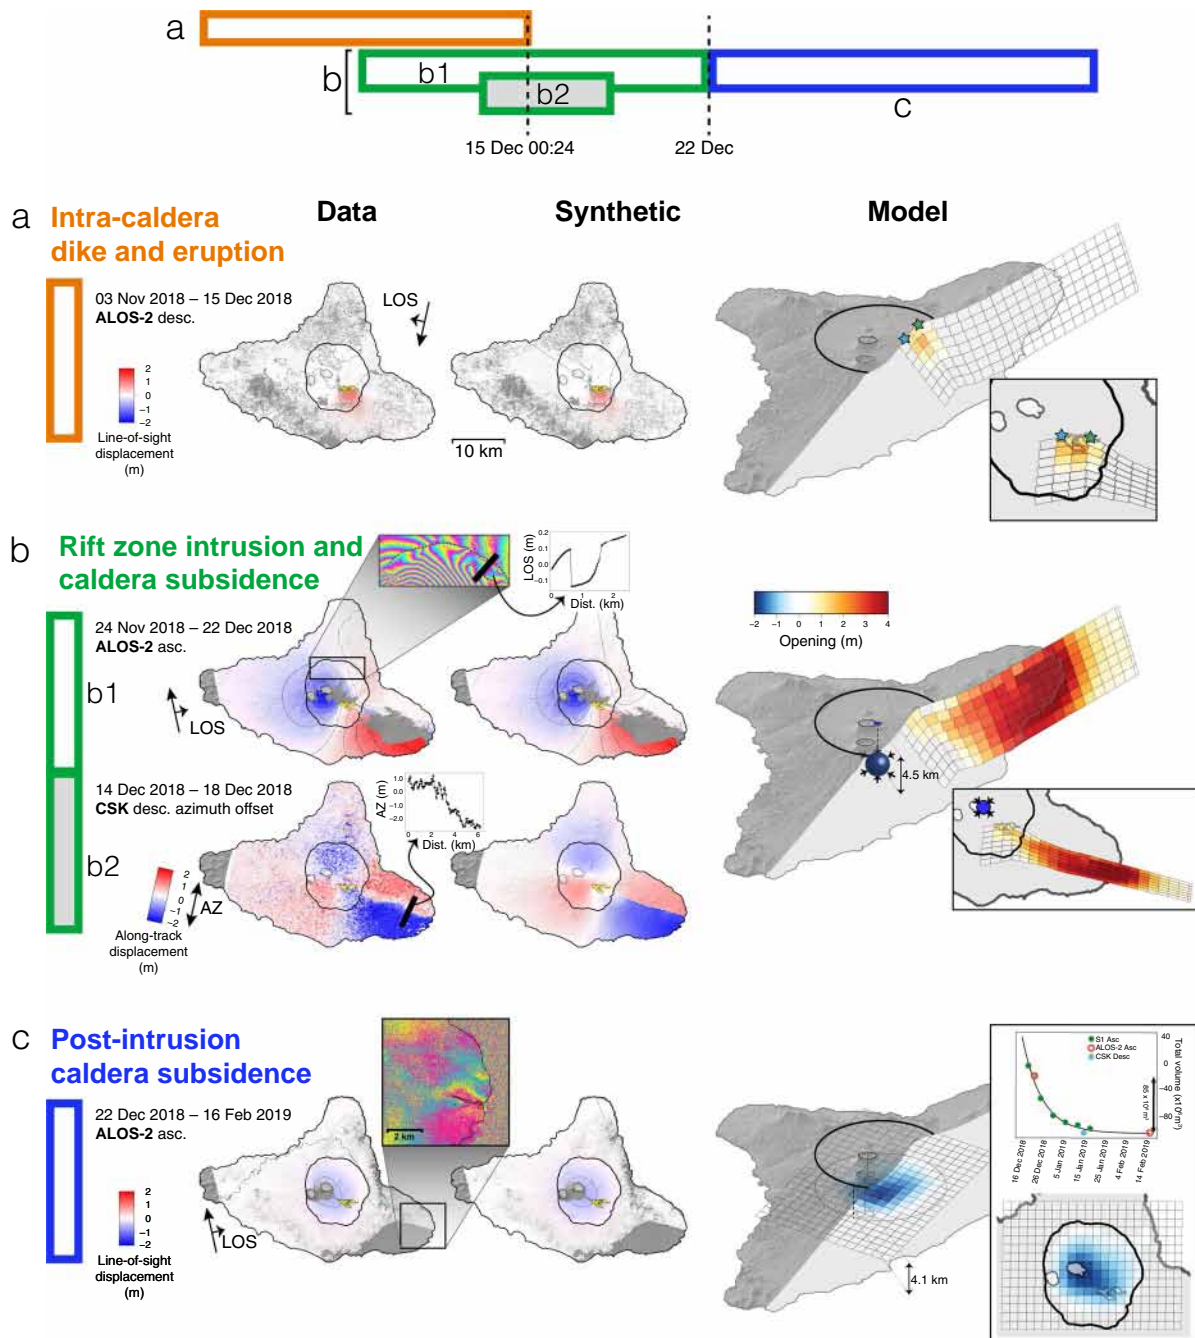 a
b
b1
b2
c
15 Dec 00:24
22 Dec
a
Intra-caldera
dike and eruption
Data
Synthetic
Model
03 Nov 2018 – 15 Dec 2018
ALOS-2 desc.
LOS
2
1
0
−1
−2
Line-of-sight
displacement
(m)
10 km
b
Rift zone intrusion and
caldera subsidence
LOS (m)
0.2
0.1
0.0
−0.1
0
1
2
Dist. (km)
24 Nov 2018 – 22 Dec 2018
ALOS-2 asc.
b1
LOS
−2
−1
0
1
2
3
4
Opening (m)
4.5 km
14 Dec 2018 – 18 Dec 2018
CSK desc. azimuth offset
AZ (m)
1.0
0.0
−1.0
−2.0
0
2
4
6
Dist. (km)
b2
2
1
0
−1
−2
AZ
Along-track
displacement
(m)
c
Post-intrusion
caldera subsidence
22 Dec 2018 – 16 Feb 2019
ALOS-2 asc.
2 km
LOS
2
1
0
−1
−2
Line-of-sight
displacement
(m)
4.1 km
S1 Asc
ALOS-2 Asc
CSK Desc
40
0
−40
−80
Total volume (x10⁶m³)
16 Dec 2018
26 Dec 2018
5 Jan 2019
15 Jan 2019
25 Jan 2019
4 Feb 2019
14 Feb 2019